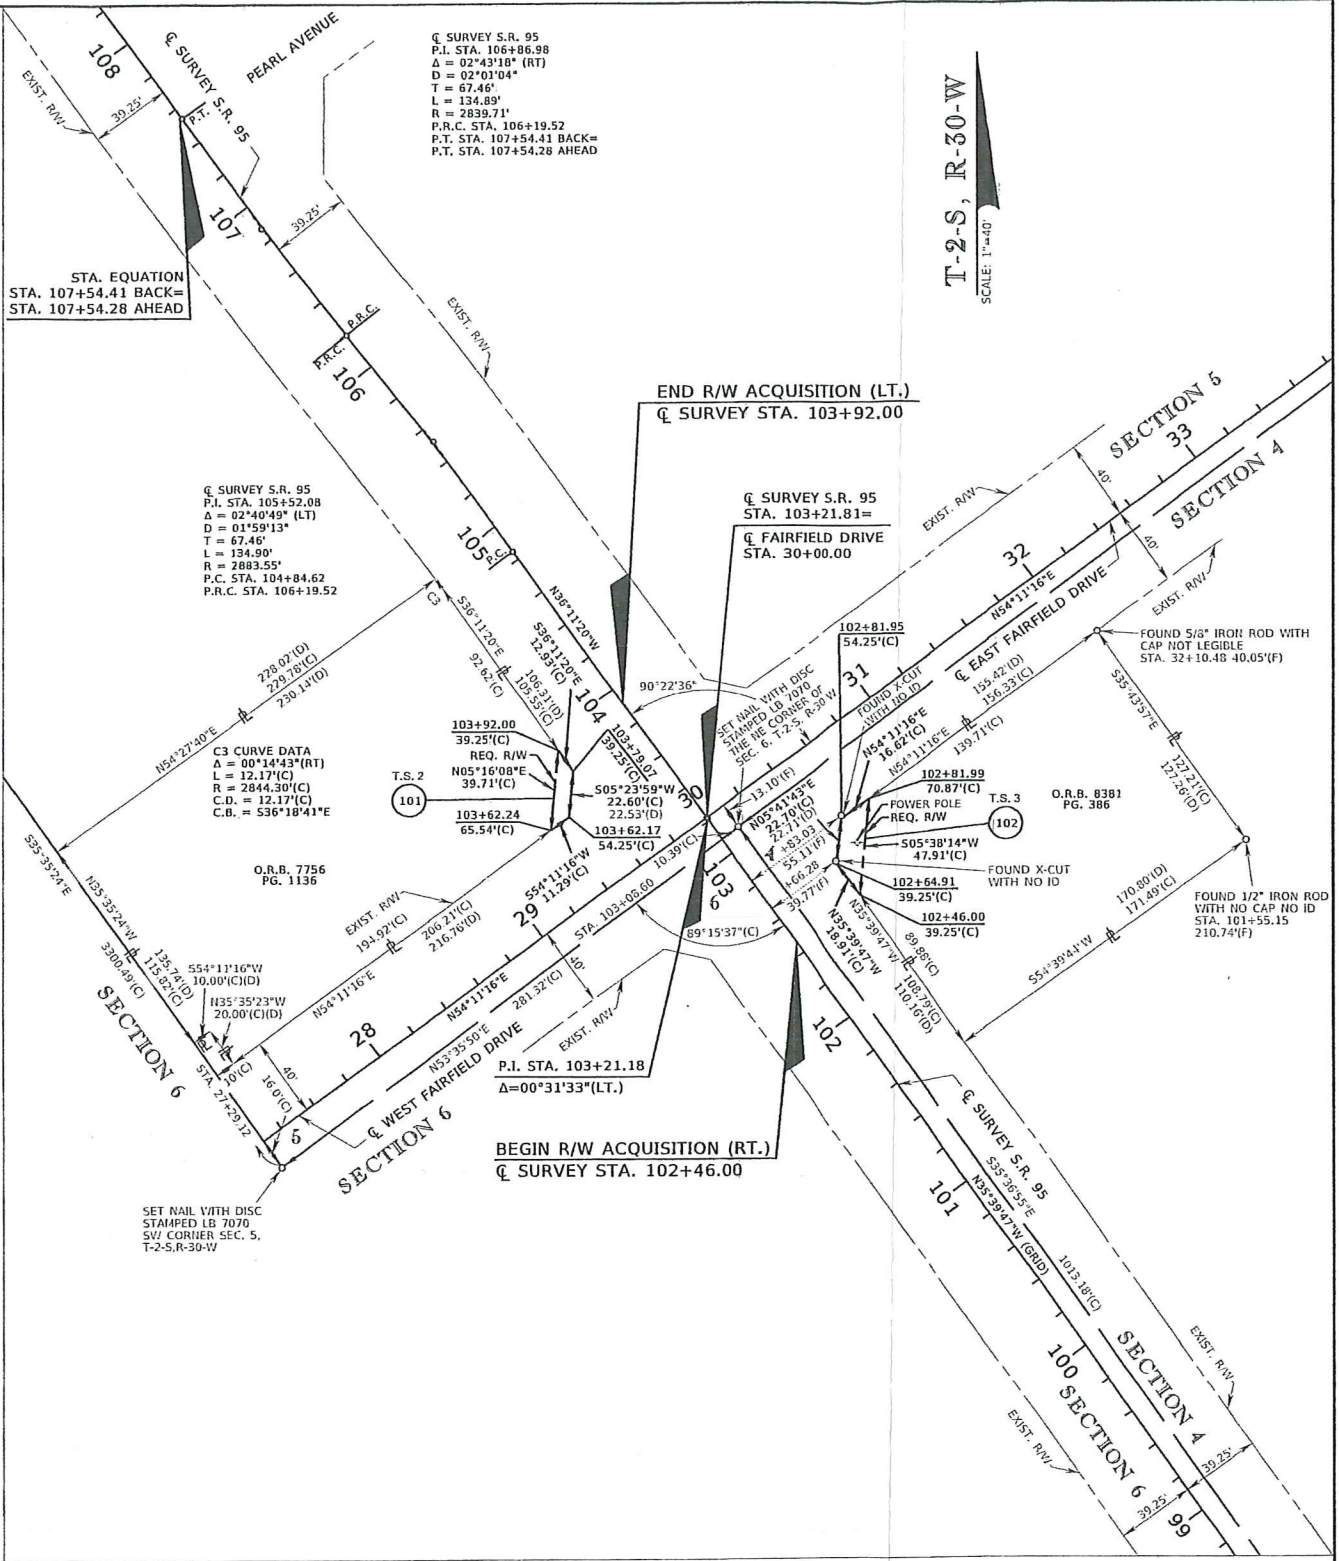 108
℄ SURVEY S.R. 95
PEARL AVENUE
EXIST. R/W
39.25'
P.T.
℄ SURVEY S.R. 95
P.I. STA. 106+86.98
Δ = 02°43'18" (RT)
D = 02°01'04"
T = 67.46'
L = 134.89'
R = 2839.71'
P.R.C. STA. 106+19.52
P.T. STA. 107+54.41 BACK=
P.T. STA. 107+54.28 AHEAD
T-2-S, R-30-W
SCALE: 1"=40'
107
39.25'
STA. EQUATION
STA. 107+54.41 BACK=
STA. 107+54.28 AHEAD
EXIST. R/W
P.R.C.
P.R.C.
106
END R/W ACQUISITION (LT.)
℄ SURVEY STA. 103+92.00
SECTION 5
33
SECTION 4
40'
40'
EXIST. R/W
EXIST. R/W
℄ SURVEY S.R. 95
P.I. STA. 105+52.08
Δ = 02°40'49" (LT)
D = 01°59'13"
T = 67.46'
L = 134.90'
R = 2883.55'
P.C. STA. 104+84.62
P.R.C. STA. 106+19.52
℄ SURVEY S.R. 95
STA. 103+21.81=
℄ FAIRFIELD DRIVE
STA. 30+00.00
105
P.C.
32
N54°11'16"E
℄ EAST FAIRFIELD DRIVE
C3
S36°11'20"E
92.62'(C)
106.31'(D)
105.55'(C)
N36°11'20"W
S36°11'20"E
12.93'(C)
228.02'(D)
229.78'(C)
230.14'(D)
N54°27'40"E
102+81.95
54.25'(C)
FOUND 5/8" IRON ROD WITH
CAP NOT LEGIBLE
STA. 32+10.48 40.05'(F)
155.42'(D)
156.33'(C)
139.71'(C)
N54°11'16"E
S35°43'57"E
127.21'(C)
127.26'(D)
90°22'36"
104
31
FOUND X-CUT
WITH NO ID
N54°11'16"E
16.62'(C)
SET NAIL WITH DISC
STAMPED LB 7070
THE NE CORNER OF
SEC. 6, T-2-S, R-30 W
C3 CURVE DATA
Δ = 00°14'43"(RT)
L = 12.17'(C)
R = 2844.30'(C)
C.D. = 12.17'(C)
C.B. = S36°18'41"E
103+92.00
39.25'(C)
REQ. R/W
N05°16'08"E
39.71'(C)
T.S. 2
101
103+62.24
65.54'(C)
103+79.07
39.25'(C)
S05°23'59"W
22.60'(C)
22.53'(D)
103+62.17
54.25'(C)
30
13.10'(F)
N05°41'43"E
22.70'(C)
22.71'(D)
+83.03
55.11'(F)
+66.28
39.77'(F)
102+81.99
70.87'(C)
POWER POLE
REQ. R/W
T.S. 3
102
O.R.B. 8381
PG. 386
S05°38'14"W
47.91'(C)
FOUND X-CUT
WITH NO ID
102+64.91
39.25'(C)
102+46.00
39.25'(C)
170.80'(D)
171.49'(C)
S54°39'44"W
FOUND 1/2" IRON ROD
WITH NO CAP NO ID
STA. 101+55.15
210.74'(F)
S35°35'24"E
N35°35'24"W
3300.49'(C)
135.74'(D)
115.82'(C)
O.R.B. 7756
PG. 1136
EXIST. R/W
194.92'(C)
206.21'(C)
216.76'(D)
N54°11'16"E
S54°11'16"W
11.29'(C)
29
10.39'(C)
STA. 103+08.60
103
6
89°15'37"(C)
N35°39'47"W
18.91'(C)
N35°39'47"W
89.88'(C)
108.79'(C)
110.16'(D)
S54°11'16"W
10.00'(C)(D)
N35°35'23"W
20.00'(C)(D)
SECTION 6
STA. 27+29.12
10'(C)
16.0'(C)
40'
28
N54°11'16"E
40'
281.32'(C)
N53°35'50"E
EXIST. R/W
℄ WEST FAIRFIELD DRIVE
5
SECTION 6
P.I. STA. 103+21.18
Δ=00°31'33"(LT.)
102
BEGIN R/W ACQUISITION (RT.)
℄ SURVEY STA. 102+46.00
SET NAIL WITH DISC
STAMPED LB 7070
SW CORNER SEC. 5,
T-2-S,R-30-W
℄ SURVEY S.R. 95
S35°36'55"E
N35°39'47"W (GRID)
101
1013.18'(C)
100
SECTION 4
SECTION 6
EXIST. R/W
EXIST. R/W
39.25'
39.25'
99